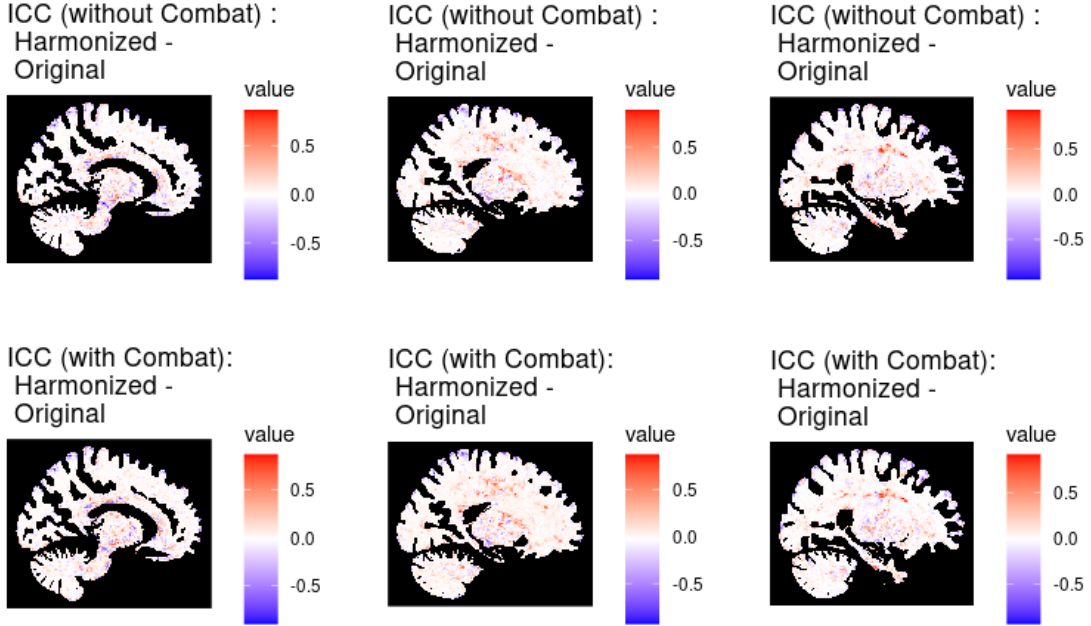 ICC (without Combat) :
Harmonized -
Original
value
0.5
0.0
-0.5
ICC (without Combat) :
Harmonized -
Original
value
0.5
0.0
-0.5
ICC (without Combat) :
Harmonized -
Original
value
0.5
0.0
-0.5
ICC (with Combat):
Harmonized -
Original
value
0.5
0.0
-0.5
ICC (with Combat):
Harmonized -
Original
value
0.5
0.0
-0.5
ICC (with Combat):
Harmonized -
Original
value
0.5
0.0
-0.5